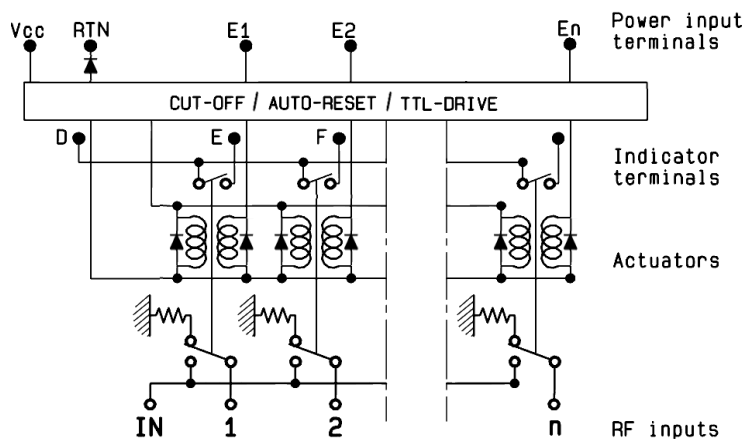 Vcc RTN E1 E2 En Power input
terminals
CUT-OFF / AUTO-RESET / TTL-DRIVE
D E F
Indicator
terminals
Actuators
IN 1 2 n RF inputs